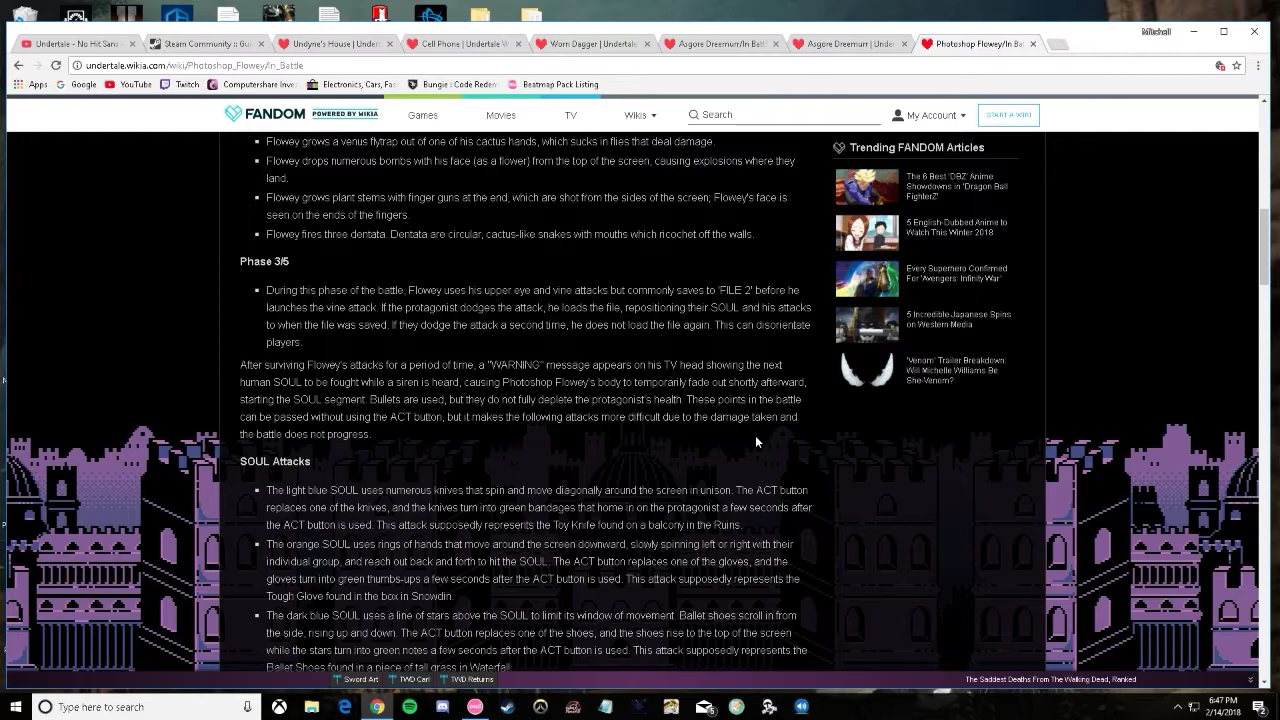 Mitchell
Undertale - No Hit Sans
Steam Community :: Gu
Undyne's House | Undert
Cell Phone | Undertale W
Worn Dagger | Undertale
Asgore Dreemurr/In Batt
Asgore Dreemurr | Unde
Photoshop Flowey/In Ba
undertale.wikia.com/wiki/Photoshop_Flowey/In_Battle
Apps
Google
YouTube
Twitch
Computershare Inves
Electronics, Cars, Fas
Bungie : Code Redem
Beatmap Pack Listing
FANDOM
POWERED BY WIKIA
Games
Movies
TV
Wikis
Search
My Account
START A WIKI
Flowey grows a venus flytrap out of one of his cactus hands, which sucks in flies that deal damage.
Flowey drops numerous bombs with his face (as a flower) from the top of the screen, causing explosions where they
land.
Flowey grows plant stems with finger guns at the end, which are shot from the sides of the screen; Flowey's face is
seen on the ends of the fingers.
Flowey fires three dentata. Dentata are circular, cactus-like snakes with mouths which ricochet off the walls.
Phase 3/5
During this phase of the battle, Flowey uses his upper eye and vine attacks but commonly saves to 'FILE 2' before he
launches the vine attack. If the protagonist dodges the attack, he loads the file, repositioning their SOUL and his attacks
to when the file was saved. If they dodge the attack a second time, he does not load the file again. This can disorientate
players.
After surviving Flowey's attacks for a period of time, a "WARNING" message appears on his TV head showing the next
human SOUL to be fought while a siren is heard, causing Photoshop Flowey's body to temporarily fade out shortly afterward,
starting the SOUL segment. Bullets are used, but they do not fully deplete the protagonist's health. These points in the battle
can be passed without using the ACT button, but it makes the following attacks more difficult due to the damage taken and
the battle does not progress.
SOUL Attacks
The light blue SOUL uses numerous knives that spin and move diagonally around the screen in unison. The ACT button
replaces one of the knives, and the knives turn into green bandages that home in on the protagonist a few seconds after
the ACT button is used. This attack supposedly represents the Toy Knife found on a balcony in the Ruins.
The orange SOUL uses rings of hands that move around the screen downward, slowly spinning left or right with their
individual group, and reach out back and forth to hit the SOUL. The ACT button replaces one of the gloves, and the
gloves turn into green thumbs-ups a few seconds after the ACT button is used. This attack supposedly represents the
Tough Glove found in the box in Snowdin.
The dark blue SOUL uses a line of stars above the SOUL to limit its window of movement. Ballet shoes scroll in from
the side, rising up and down. The ACT button replaces one of the shoes, and the shoes rise to the top of the screen
while the stars turn into green notes a few seconds after the ACT button is used. This attack supposedly represents the
Ballet Shoes found in a piece of tall grass in Waterfall.
Trending FANDOM Articles
The 6 Best 'DBZ' Anime
Showdowns in 'Dragon Ball
FighterZ'
5 English-Dubbed Anime to
Watch This Winter 2018
Every Superhero Confirmed
For 'Avengers: Infinity War'
5 Incredible Japanese Spins
on Western Media
'Venom' Trailer Breakdown:
Will Michelle Williams Be
She-Venom?
Sword Art
TWD Carl
TWD Returns
The Saddest Deaths From The Walking Dead, Ranked
Type here to search
6:47 PM
2/14/2018